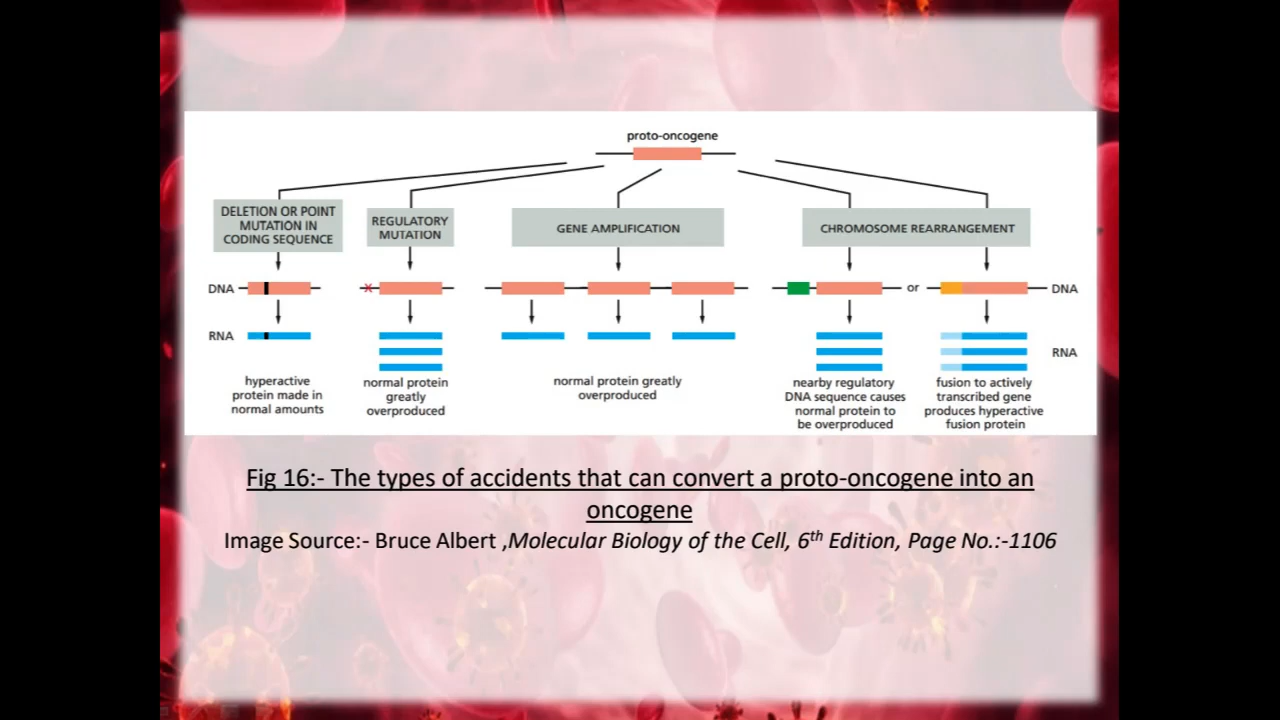 proto-oncogene
DELETION OR POINT
MUTATION IN
CODING SEQUENCE
REGULATORY
MUTATION
GENE AMPLIFICATION
CHROMOSOME REARRANGEMENT
DNA
X
or
DNA
RNA
RNA
hyperactive
protein made in
normal amounts
normal protein
greatly
overproduced
normal protein greatly
overproduced
nearby regulatory
DNA sequence causes
normal protein to
be overproduced
fusion to actively
transcribed gene
produces hyperactive
fusion protein
Fig 16:- The types of accidents that can convert a proto-oncogene into an
oncogene
Image Source:- Bruce Albert ,Molecular Biology of the Cell, 6th Edition, Page No.:-1106